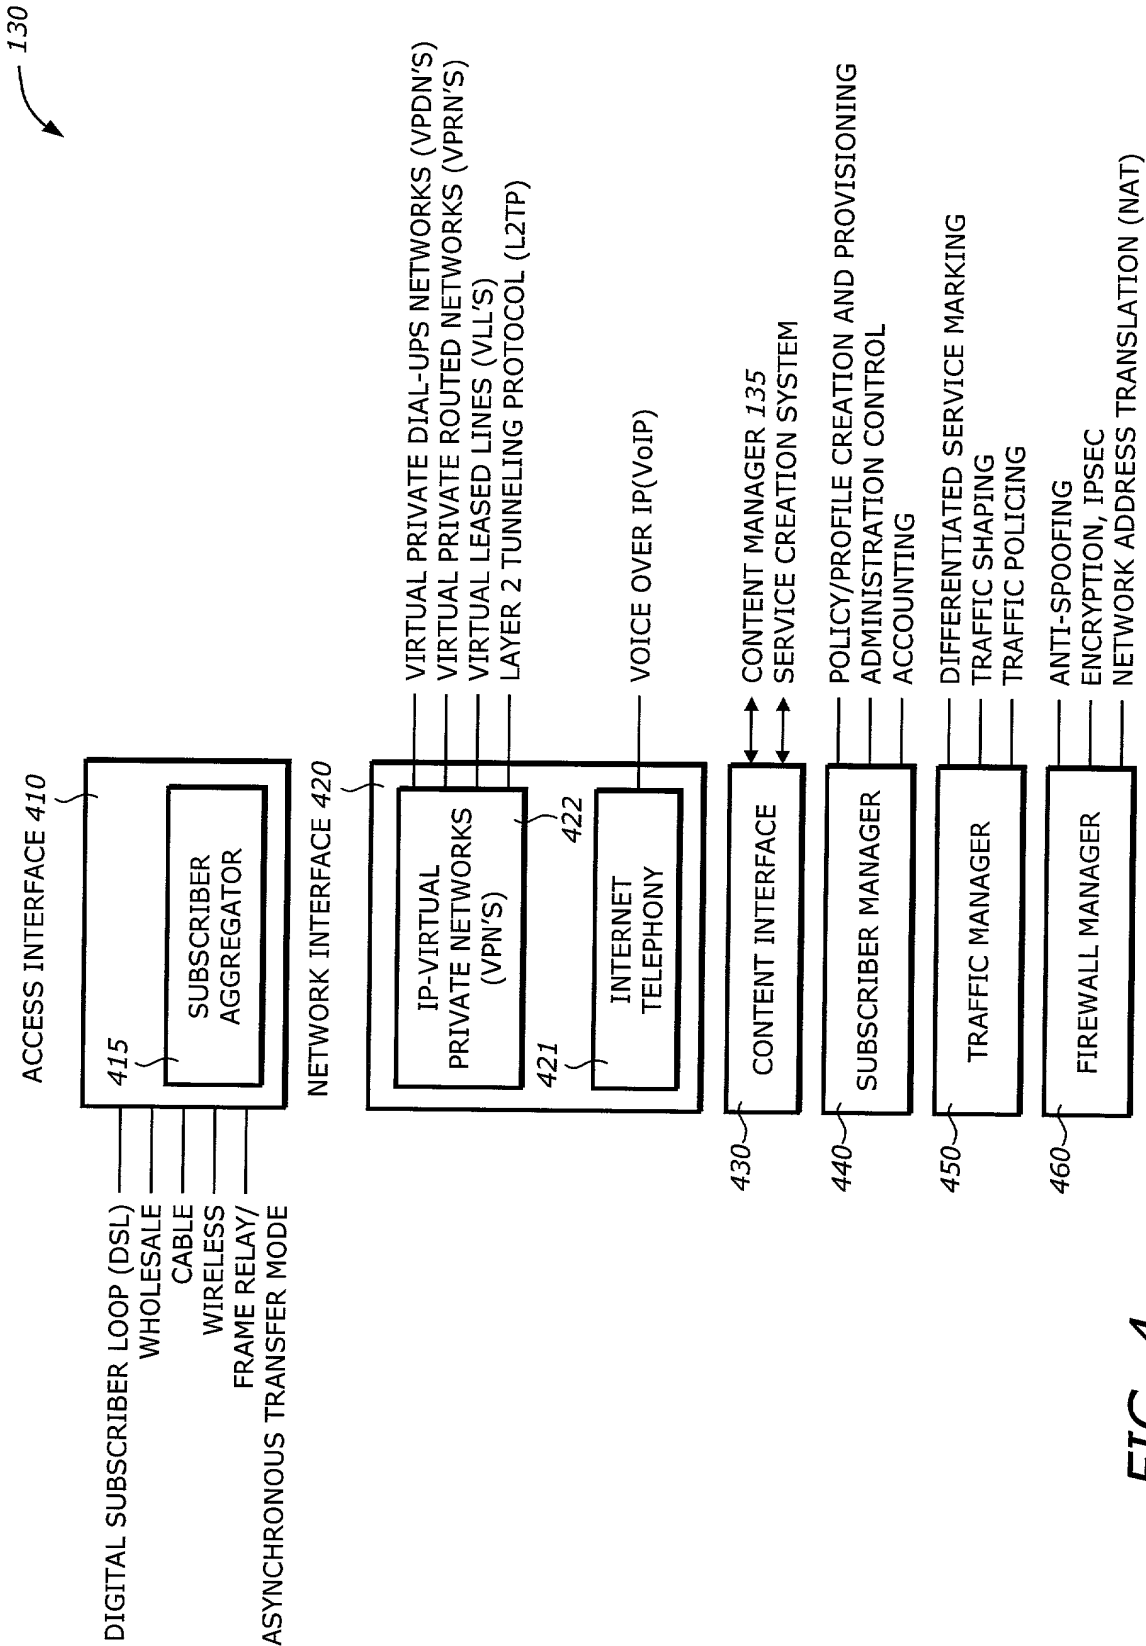 130
ACCESS INTERFACE 410
DIGITAL SUBSCRIBER LOOP (DSL)
WHOLESALE
CABLE
WIRELESS
FRAME RELAY/
ASYNCHRONOUS TRANSFER MODE
415
SUBSCRIBER
AGGREGATOR
NETWORK INTERFACE 420
IP-VIRTUAL
PRIVATE NETWORKS
(VPN'S)
422
VIRTUAL PRIVATE DIAL-UPS NETWORKS (VPDN'S)
VIRTUAL PRIVATE ROUTED NETWORKS (VPRN'S)
VIRTUAL LEASED LINES (VLL'S)
LAYER 2 TUNNELING PROTOCOL (L2TP)
421
INTERNET
TELEPHONY
VOICE OVER IP(VoIP)
430
CONTENT INTERFACE
CONTENT MANAGER 135
SERVICE CREATION SYSTEM
440
SUBSCRIBER MANAGER
POLICY/PROFILE CREATION AND PROVISIONING
ADMINISTRATION CONTROL
ACCOUNTING
450
TRAFFIC MANAGER
DIFFERENTIATED SERVICE MARKING
TRAFFIC SHAPING
TRAFFIC POLICING
460
FIREWALL MANAGER
ANTI-SPOOFING
ENCRYPTION, IPSEC
NETWORK ADDRESS TRANSLATION (NAT)
FIG. 4